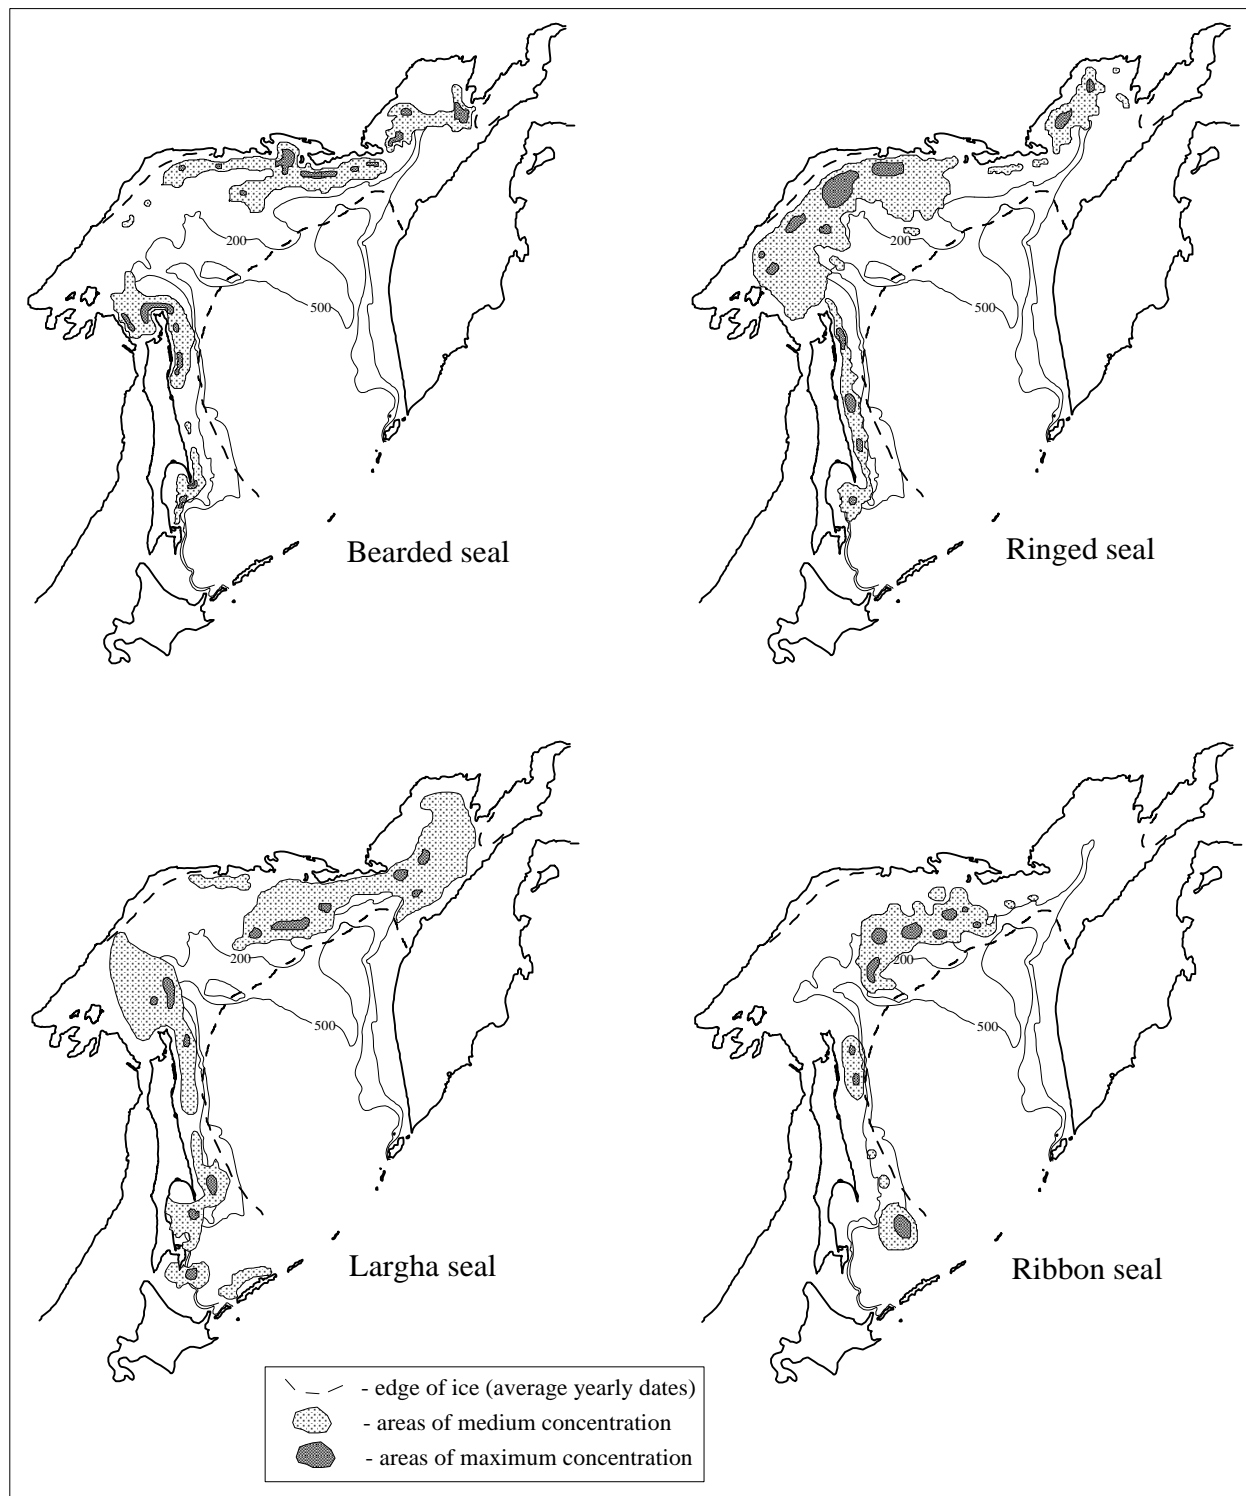 200
500
Bearded seal
200
500
Ringed seal
200
500
Largha seal
200
500
Ribbon seal
- edge of ice (average yearly dates)
- areas of medium concentration
- areas of maximum concentration